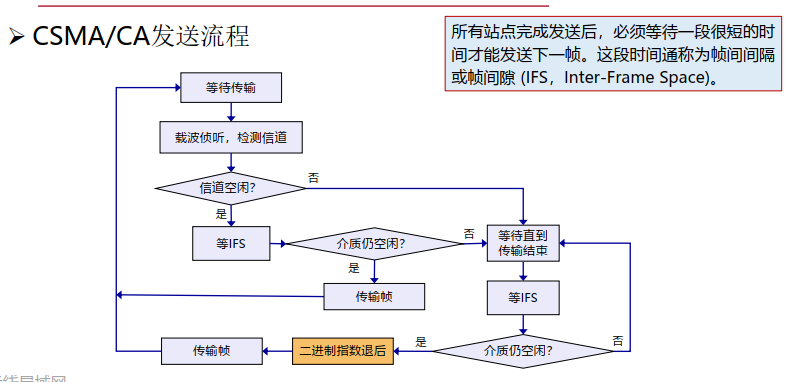 ➢ CSMA/CA发送流程
所有站点完成发送后，必须等待一段很短的时
间才能发送下一帧。这段时间通称为帧间间隔
或帧间隙 (IFS，Inter-Frame Space)。
等待传输
载波侦听，检测信道
信道空闲？
否
是
等IFS
介质仍空闲？
否
等待直到
传输结束
是
传输帧
等IFS
传输帧
二进制指数退后
是
介质仍空闲？
否